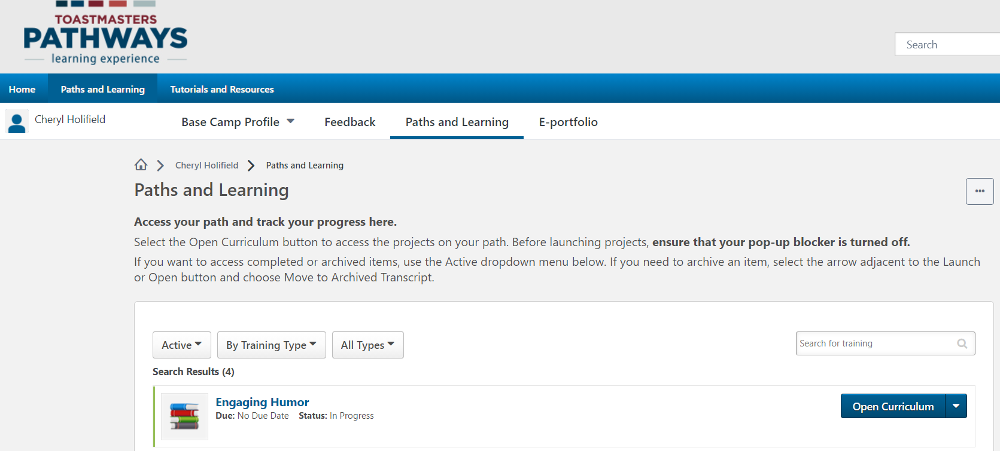 TOASTMASTERS
PATHWAYS
learning experience
Search
Home Paths and Learning Tutorials and Resources
Cheryl Holifield Base Camp Profile Feedback Paths and Learning E-portfolio
Cheryl Holifield Paths and Learning
Paths and Learning
Access your path and track your progress here.
Select the Open Curriculum button to access the projects on your path. Before launching projects, ensure that your pop-up blocker is turned off.
If you want to access completed or archived items, use the Active dropdown menu below. If you need to archive an item, select the arrow adjacent to the Launch
or Open button and choose Move to Archived Transcript.
Active By Training Type All Types Search for training
Search Results (4)
Engaging Humor
Due: No Due Date Status: In Progress
Open Curriculum